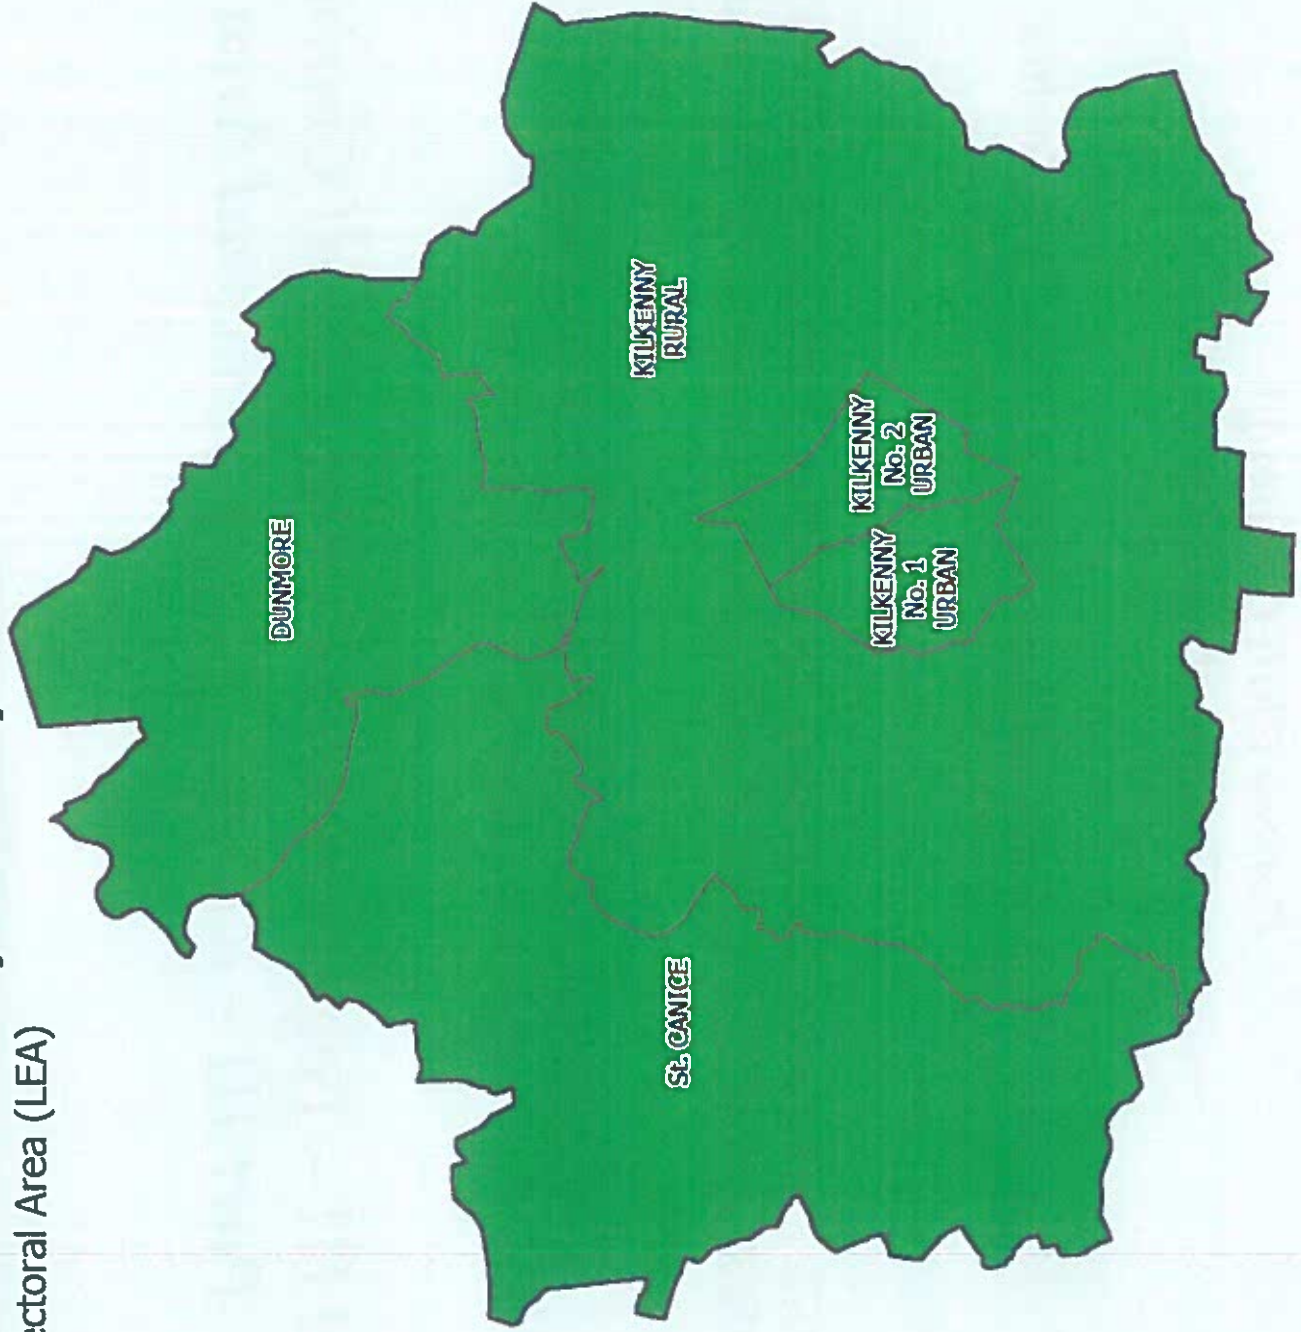 ectoral Area (LEA)
DUNMORE
KILKENNY
RURAL
St. CANICE
KILKENNY
No. 1
URBAN
KILKENNY
No. 2
URBAN